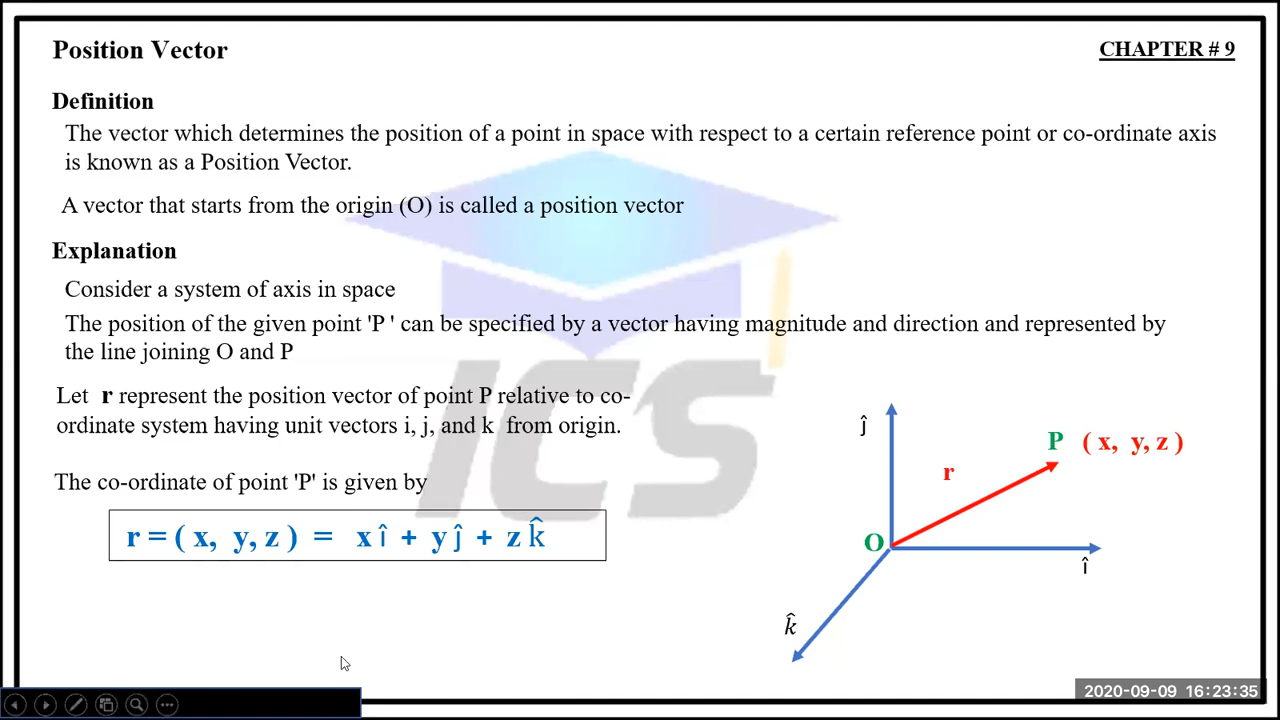 Position Vector
CHAPTER # 9
Definition
The vector which determines the position of a point in space with respect to a certain reference point or co-ordinate axis
is known as a Position Vector.
A vector that starts from the origin (O) is called a position vector
Explanation
Consider a system of axis in space
The position of the given point 'P ' can be specified by a vector having magnitude and direction and represented by
the line joining O and P
Let r represent the position vector of point P relative to co-
ordinate system having unit vectors i, j, and k from origin.
The co-ordinate of point 'P' is given by
r = ( x, y, z ) = x î + y ĵ + z k̂
ĵ
P ( x, y, z )
r
O
î
k̂
ICS
2020-09-09 16:23:35